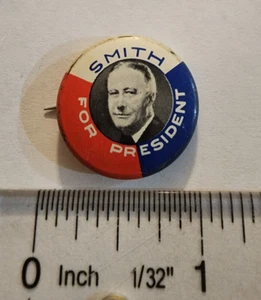 SMITH
FOR PRESIDENT
0 Inch 1/32" 1